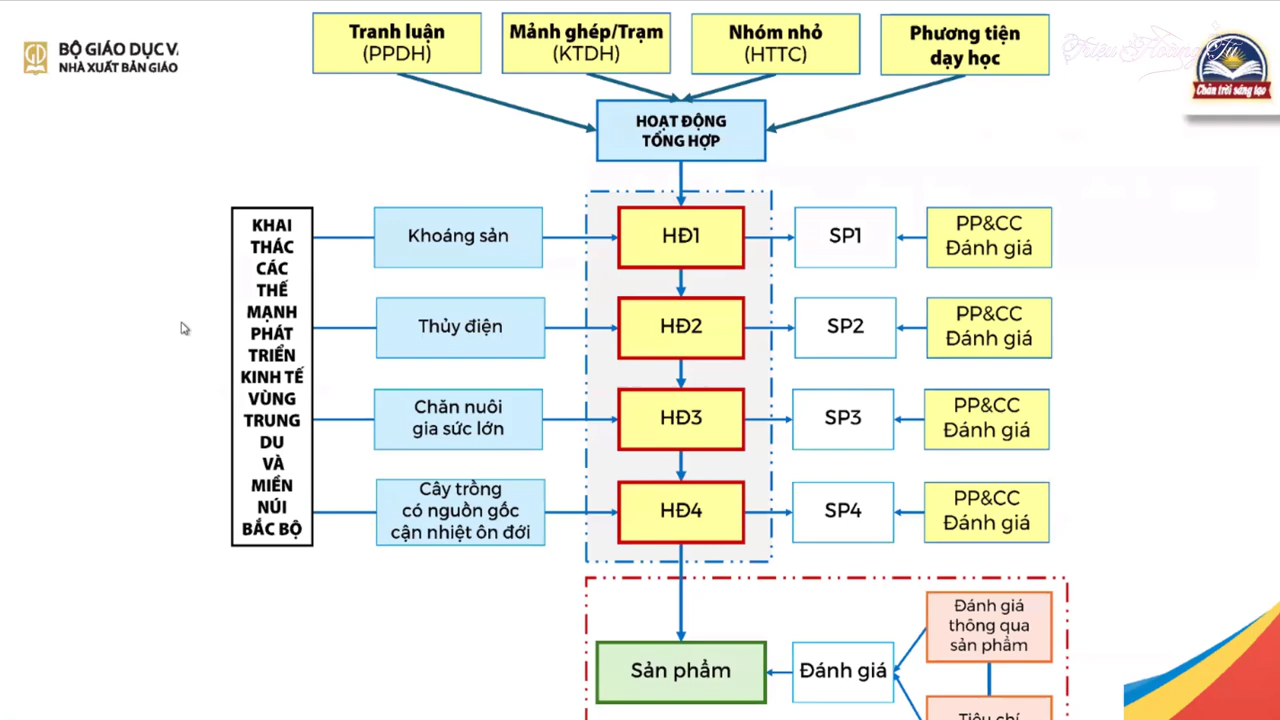 Tranh luận
(PPDH)
Mảnh ghép/Trạm
(KTDH)
Nhóm nhỏ
(HTTC)
Phương tiện
dạy học
BỘ GIÁO DỤC V
NHÀ XUẤT BẢN GIÁO
Triệu Hoàng Tú
Chân trời sáng tạo
HOẠT ĐỘNG
TỔNG HỢP
KHAI
THÁC
CÁC
THẾ
MẠNH
PHÁT
TRIỂN
KINH TẾ
VÙNG
TRUNG
DU
VÀ
MIỀN
NÚI
BẮC BỘ
Khoáng sản
HĐ1
SP1
PP&CC
Đánh giá
Thủy điện
HĐ2
SP2
PP&CC
Đánh giá
Chăn nuôi
gia sức lớn
HĐ3
SP3
PP&CC
Đánh giá
Cây trồng
có nguồn gốc
cận nhiệt ôn đới
HĐ4
SP4
PP&CC
Đánh giá
Sản phẩm
Đánh giá
Đánh giá
thông qua
sản phẩm
Tiêu chí